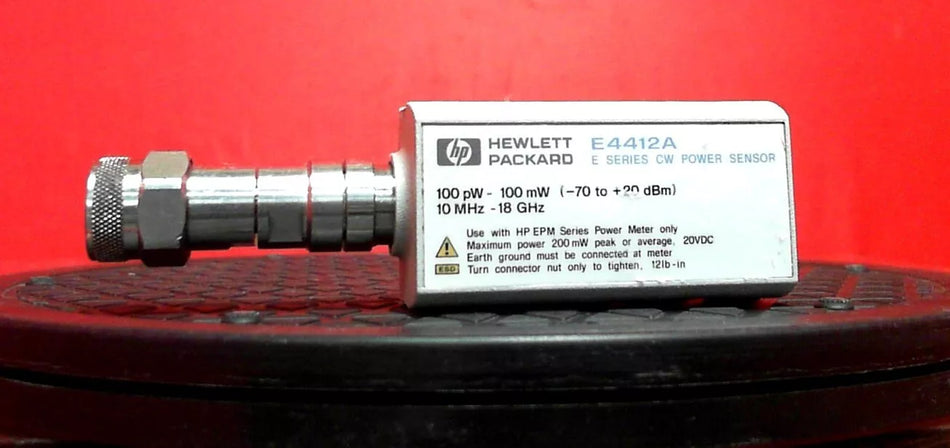 hp HEWLETT PACKARD
E4412A
E SERIES CW POWER SENSOR
100 pW - 100 mW (-70 to +20 dBm)
10 MHz - 18 GHz
Use with HP EPM Series Power Meter only
Maximum power 200 mW peak or average, 20VDC
Earth ground must be connected at meter
ESD Turn connector nut only to tighten, 12lb-in